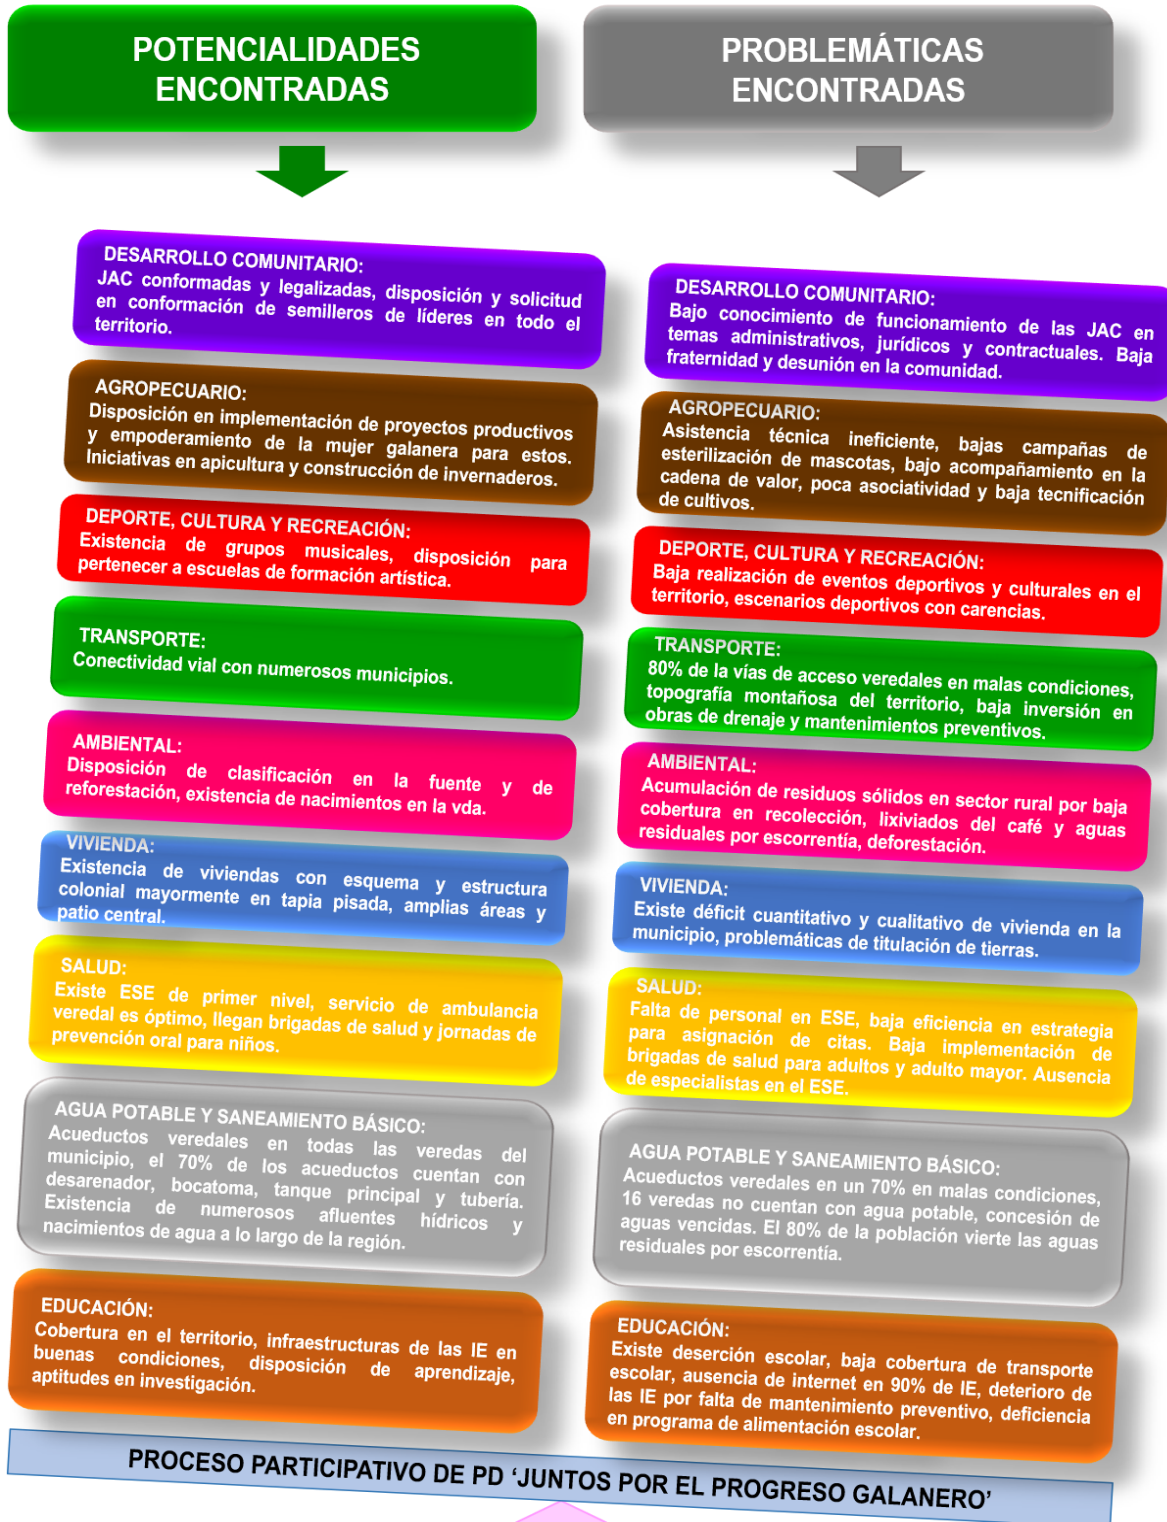 POTENCIALIDADES
ENCONTRADAS
DESARROLLO COMUNITARIO:
JAC conformadas y legalizadas, disposición y solicitud
en conformación de semilleros de líderes en todo el
territorio.
AGROPECUARIO:
Disposición en implementación de proyectos productivos
y empoderamiento de la mujer galanera para estos.
Iniciativas en apicultura y construcción de invernaderos.
DEPORTE, CULTURA Y RECREACIÓN:
Existencia de grupos musicales, disposición para
pertenecer a escuelas de formación artística.
TRANSPORTE:
Conectividad vial con numerosos municipios.
AMBIENTAL:
Disposición de clasificación en la fuente y de
reforestación, existencia de nacimientos en la vda.
VIVIENDA:
Existencia de viviendas con esquema y estructura
colonial mayormente en tapia pisada, amplias áreas y
patio central.
SALUD:
Existe ESE de primer nivel, servicio de ambulancia
veredal es óptimo, llegan brigadas de salud y jornadas de
prevención oral para niños.
AGUA POTABLE Y SANEAMIENTO BÁSICO:
Acueductos veredales en todas las veredas del
municipio, el 70% de los acueductos cuentan con
desarenador, bocatoma, tanque principal y tubería.
Existencia de numerosos afluentes hídricos y
nacimientos de agua a lo largo de la región.
EDUCACIÓN:
Cobertura en el territorio, infraestructuras de las IE en
buenas condiciones, disposición de aprendizaje,
aptitudes en investigación.
PROBLEMÁTICAS
ENCONTRADAS
DESARROLLO COMUNITARIO:
Bajo conocimiento de funcionamiento de las JAC en
temas administrativos, jurídicos y contractuales. Baja
fraternidad y desunión en la comunidad.
AGROPECUARIO:
Asistencia técnica ineficiente, bajas campañas de
esterilización de mascotas, bajo acompañamiento en la
cadena de valor, poca asociatividad y baja tecnificación
de cultivos.
DEPORTE, CULTURA Y RECREACIÓN:
Baja realización de eventos deportivos y culturales en el
territorio, escenarios deportivos con carencias.
TRANSPORTE:
80% de la vías de acceso veredales en malas condiciones,
topografía montañosa del territorio, baja inversión en
obras de drenaje y mantenimientos preventivos.
AMBIENTAL:
Acumulación de residuos sólidos en sector rural por baja
cobertura en recolección, lixiviados del café y aguas
residuales por escorrentía, deforestación.
VIVIENDA:
Existe déficit cuantitativo y cualitativo de vivienda en la
municipio, problemáticas de titulación de tierras.
SALUD:
Falta de personal en ESE, baja eficiencia en estrategia
para asignación de citas. Baja implementación de
brigadas de salud para adultos y adulto mayor. Ausencia
de especialistas en el ESE.
AGUA POTABLE Y SANEAMIENTO BÁSICO:
Acueductos veredales en un 70% en malas condiciones,
16 veredas no cuentan con agua potable, concesión de
aguas vencidas. El 80% de la población vierte las aguas
residuales por escorrentía.
EDUCACIÓN:
Existe deserción escolar, baja cobertura de transporte
escolar, ausencia de internet en 90% de IE, deterioro de
las IE por falta de mantenimiento preventivo, deficiencia
en programa de alimentación escolar.
PROCESO PARTICIPATIVO DE PD ‘JUNTOS POR EL PROGRESO GALANERO’